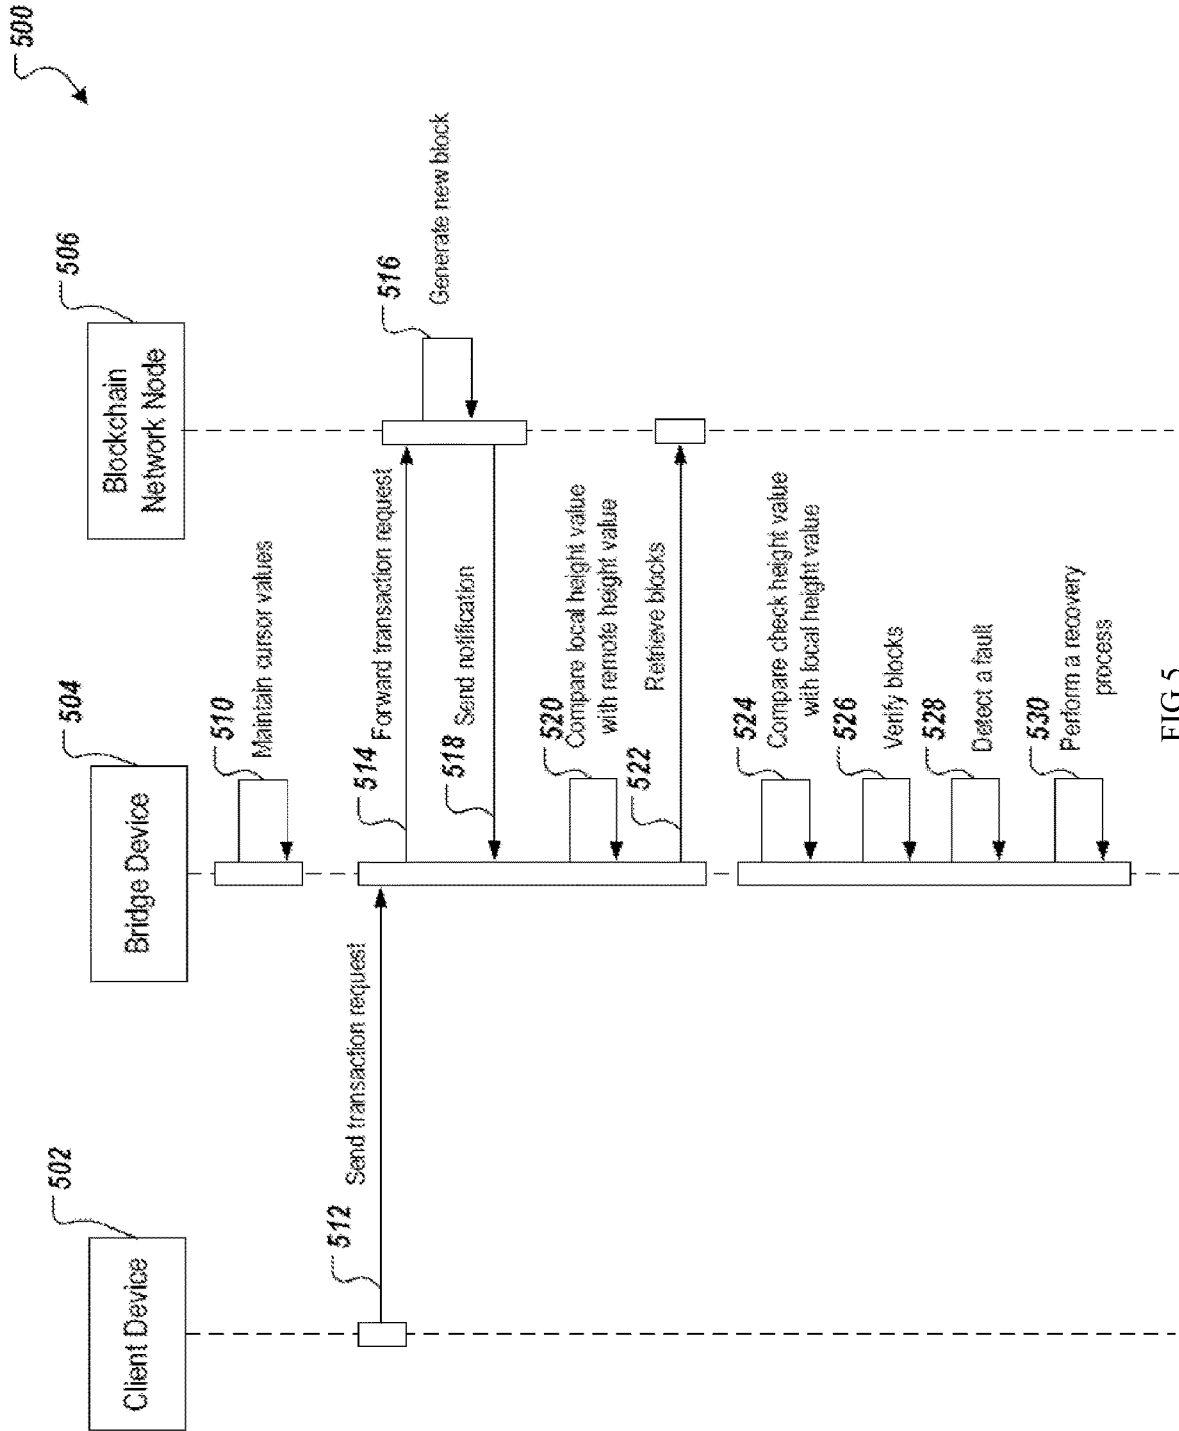 500
502
Client Device
504
Bridge Device
506
Blockchain
Network Node
510
Maintain cursor values
512
Send transaction request
514
Forward transaction request
516
Generate new block
518
Send notification
520
Compare local height value
with remote height value
522
Retrieve blocks
524
Compare check height value
with local height value
526
Verify blocks
528
Detect a fault
530
Perform a recovery
process
FIG.5